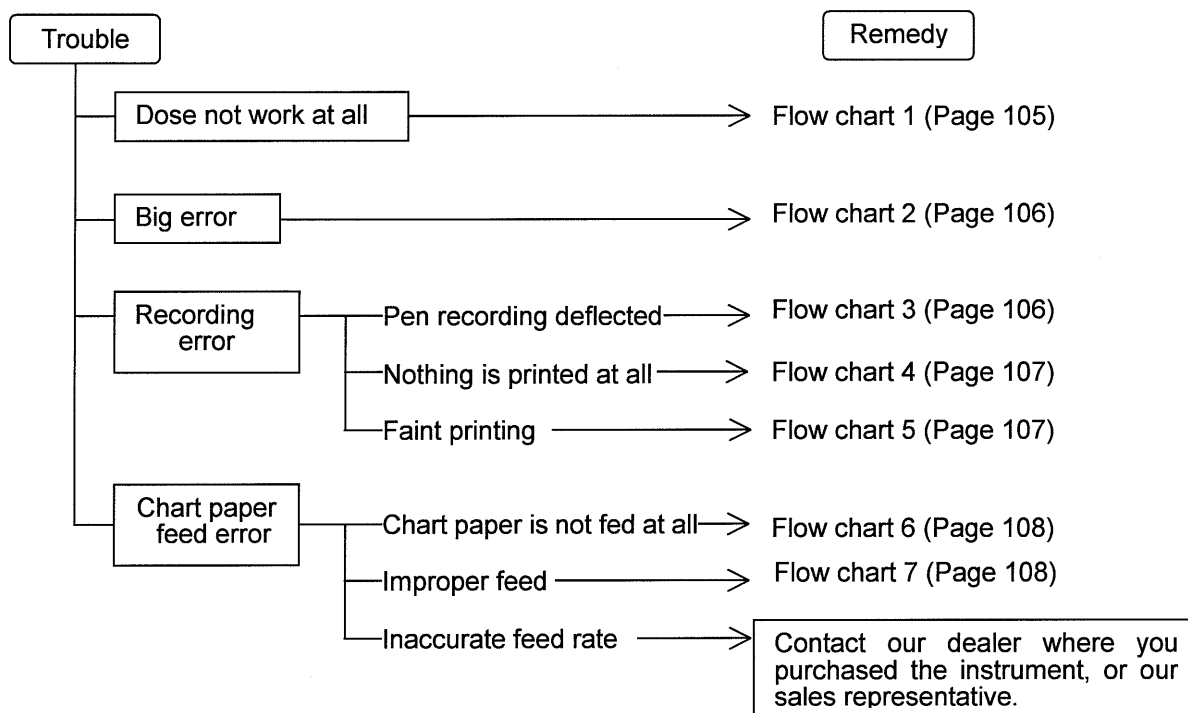 Trouble
Remedy
Dose not work at all
Flow chart 1 (Page 105)
Big error
Flow chart 2 (Page 106)
Recording
error
Pen recording deflected
Flow chart 3 (Page 106)
Nothing is printed at all
Flow chart 4 (Page 107)
Faint printing
Flow chart 5 (Page 107)
Chart paper
feed error
Chart paper is not fed at all
Flow chart 6 (Page 108)
Improper feed
Flow chart 7 (Page 108)
Inaccurate feed rate
Contact our dealer where you
purchased the instrument, or our
sales representative.